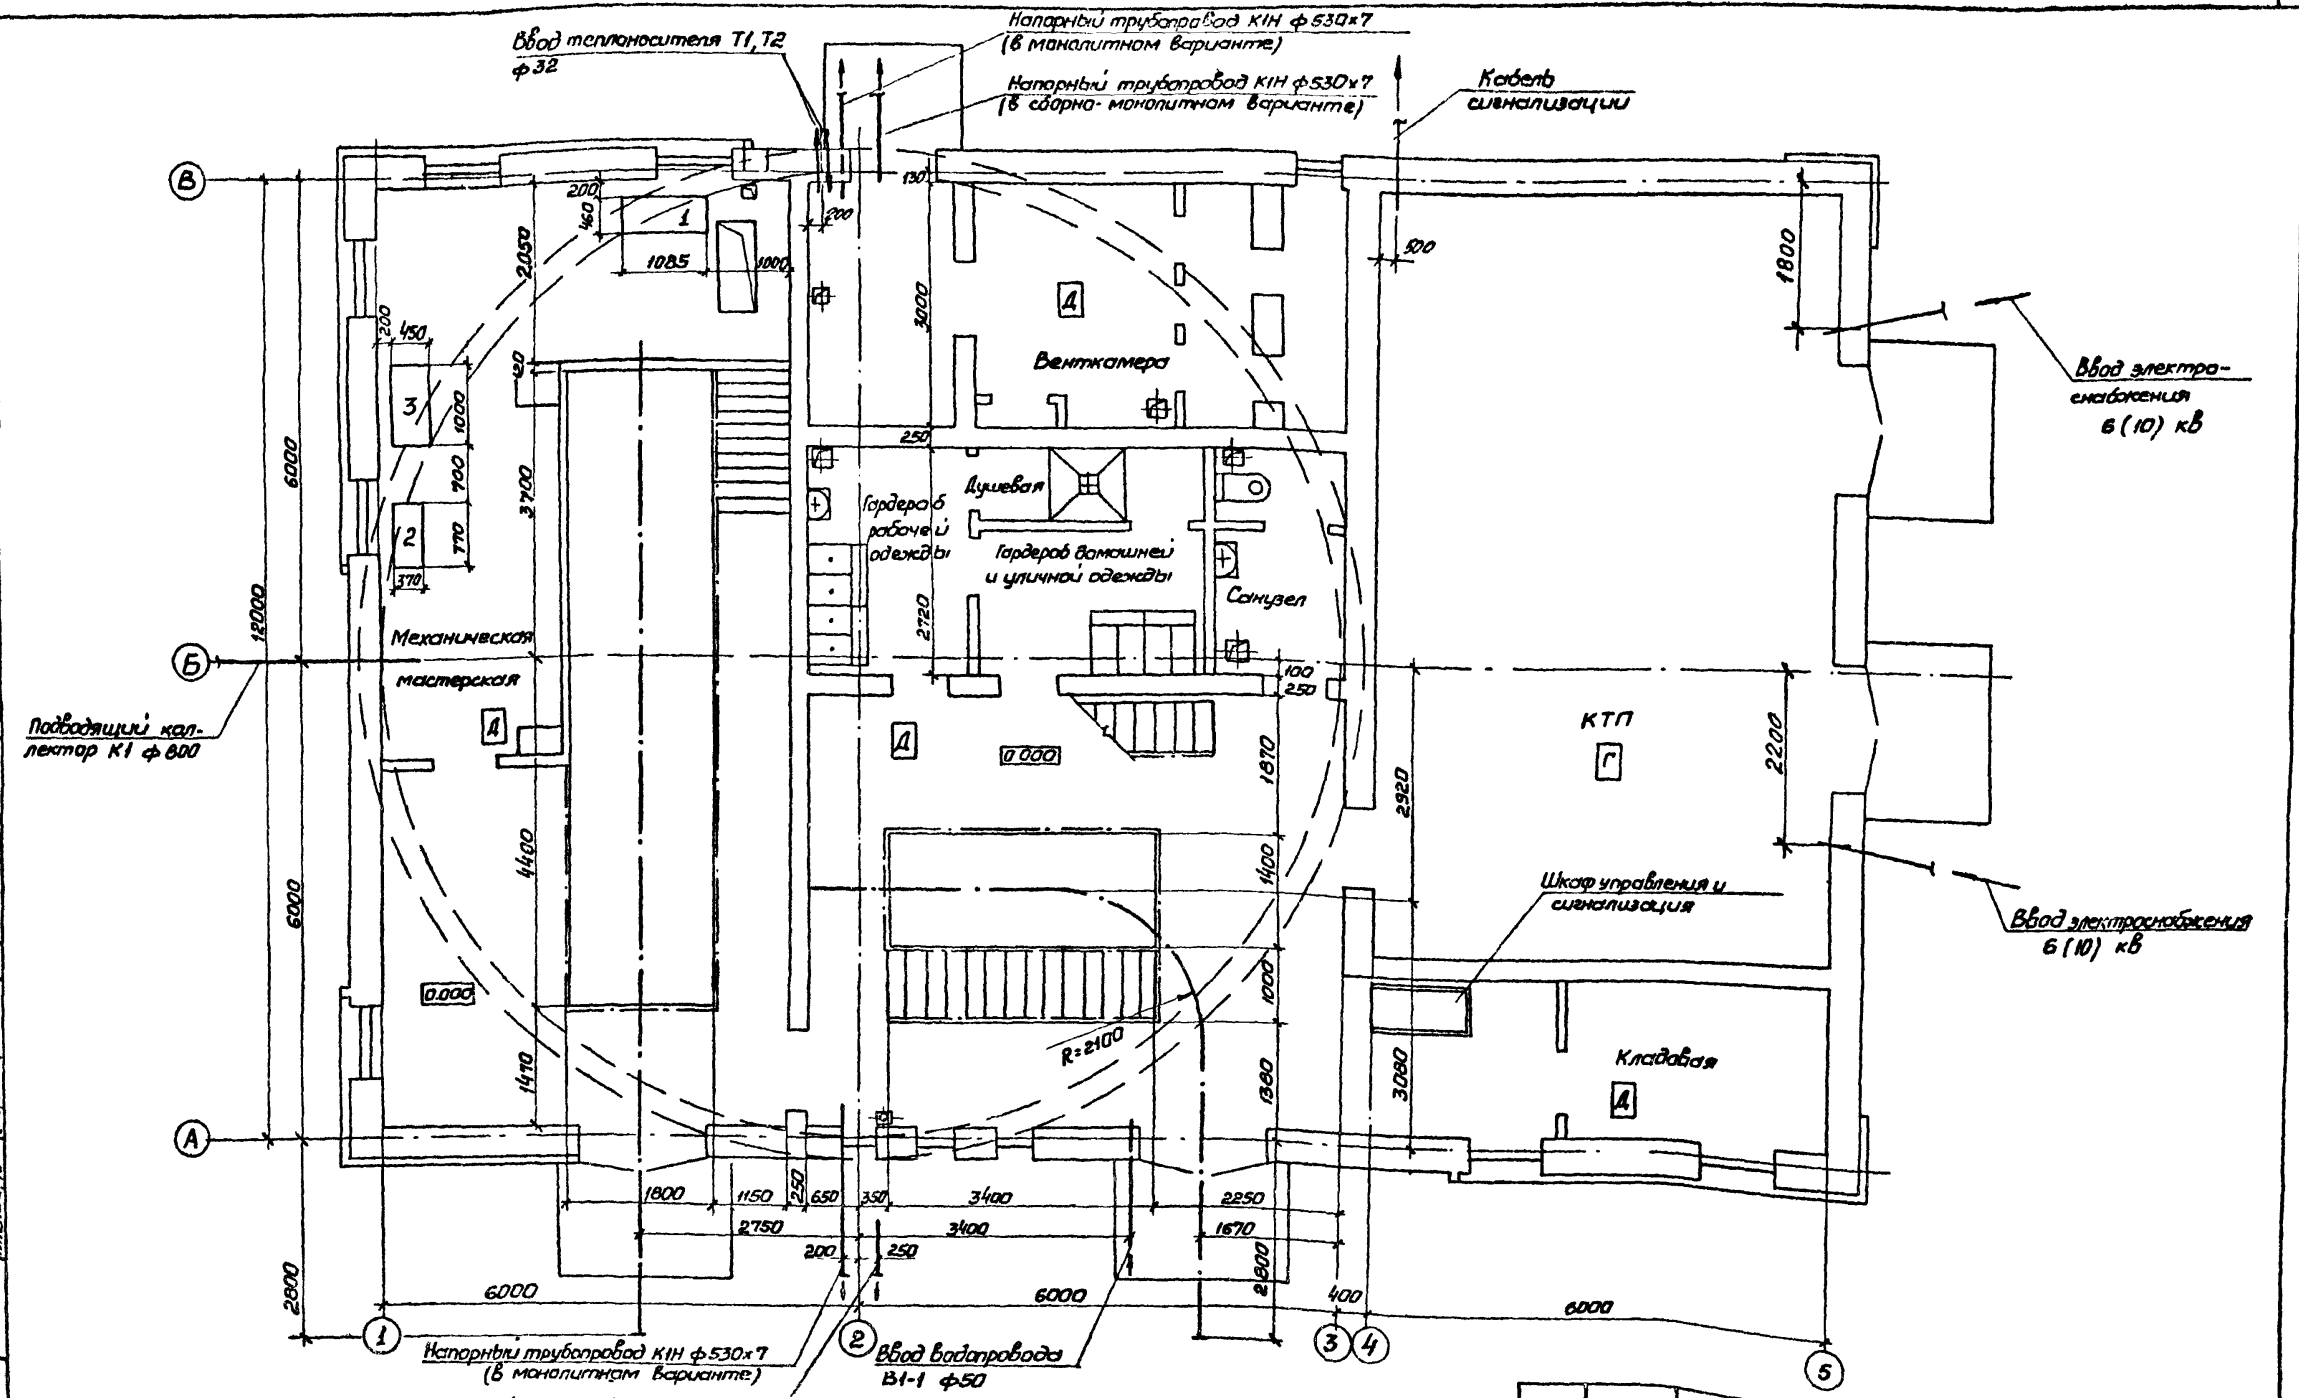 Напорный трубопровод К1Н ф530х7
(в монолитном варианте)
Ввод теплоносителя Т1,Т2
ф32
Напорный трубопровод К1Н ф530х7
(в сборно-монолитном варианте)
Кабель
сигнализации
В
200
460
1
1085
1000
2050
130
200
3000
500
1800
Д
Венткамера
Ввод электро-
снабжения
6(10) кв
200
450
3
1000
120
700
3700
2
770
370
6000
12000
250
Душевая
Гардероб
рабочей
одежды
Гардероб домашней
и уличной одежды
Санузел
2720
Б
Механическая
мастерская
Д
100
250
Подводящий кол-
лектор К1 ф800
Д
0.000
1870
КТП
Г
2920
2200
4400
1400
Шкаф управления и
сигнализация
Ввод электроснабжения
6(10) кв
6000
0.000
1000
R=2100
1470
1380
3080
Кладовая
Д
А
1800
1150
250
650
350
3400
2250
2750
3400
1670
200
250
2800
6000
6000
2800
400
6000
1
2
3
4
5
Напорный трубопровод К1Н ф530х7
(в монолитном варианте)
Ввод водопровода
В1-1 ф50